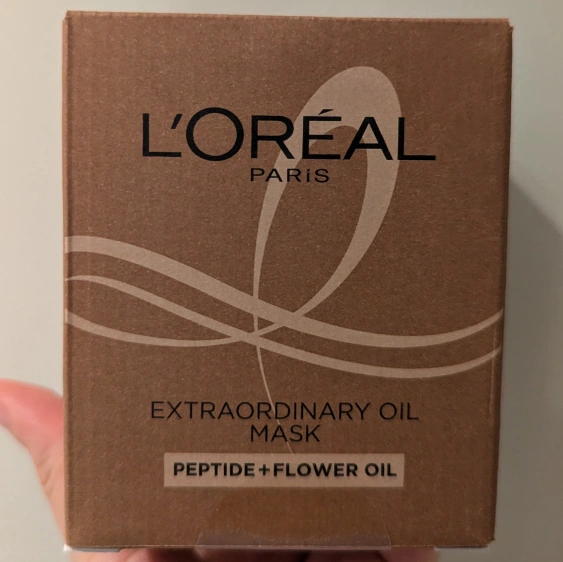 L'ORÉAL
PARiS
EXTRAORDINARY OIL
MASK
PEPTIDE+FLOWER OIL